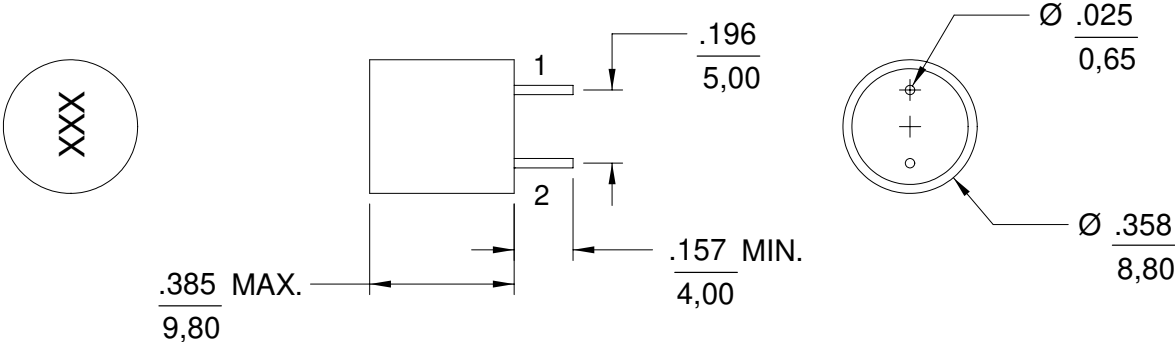 XXX
1
2
.196
5,00
.385 MAX.
9,80
.157 MIN.
4,00
Ø .025
0,65
Ø .358
8,80